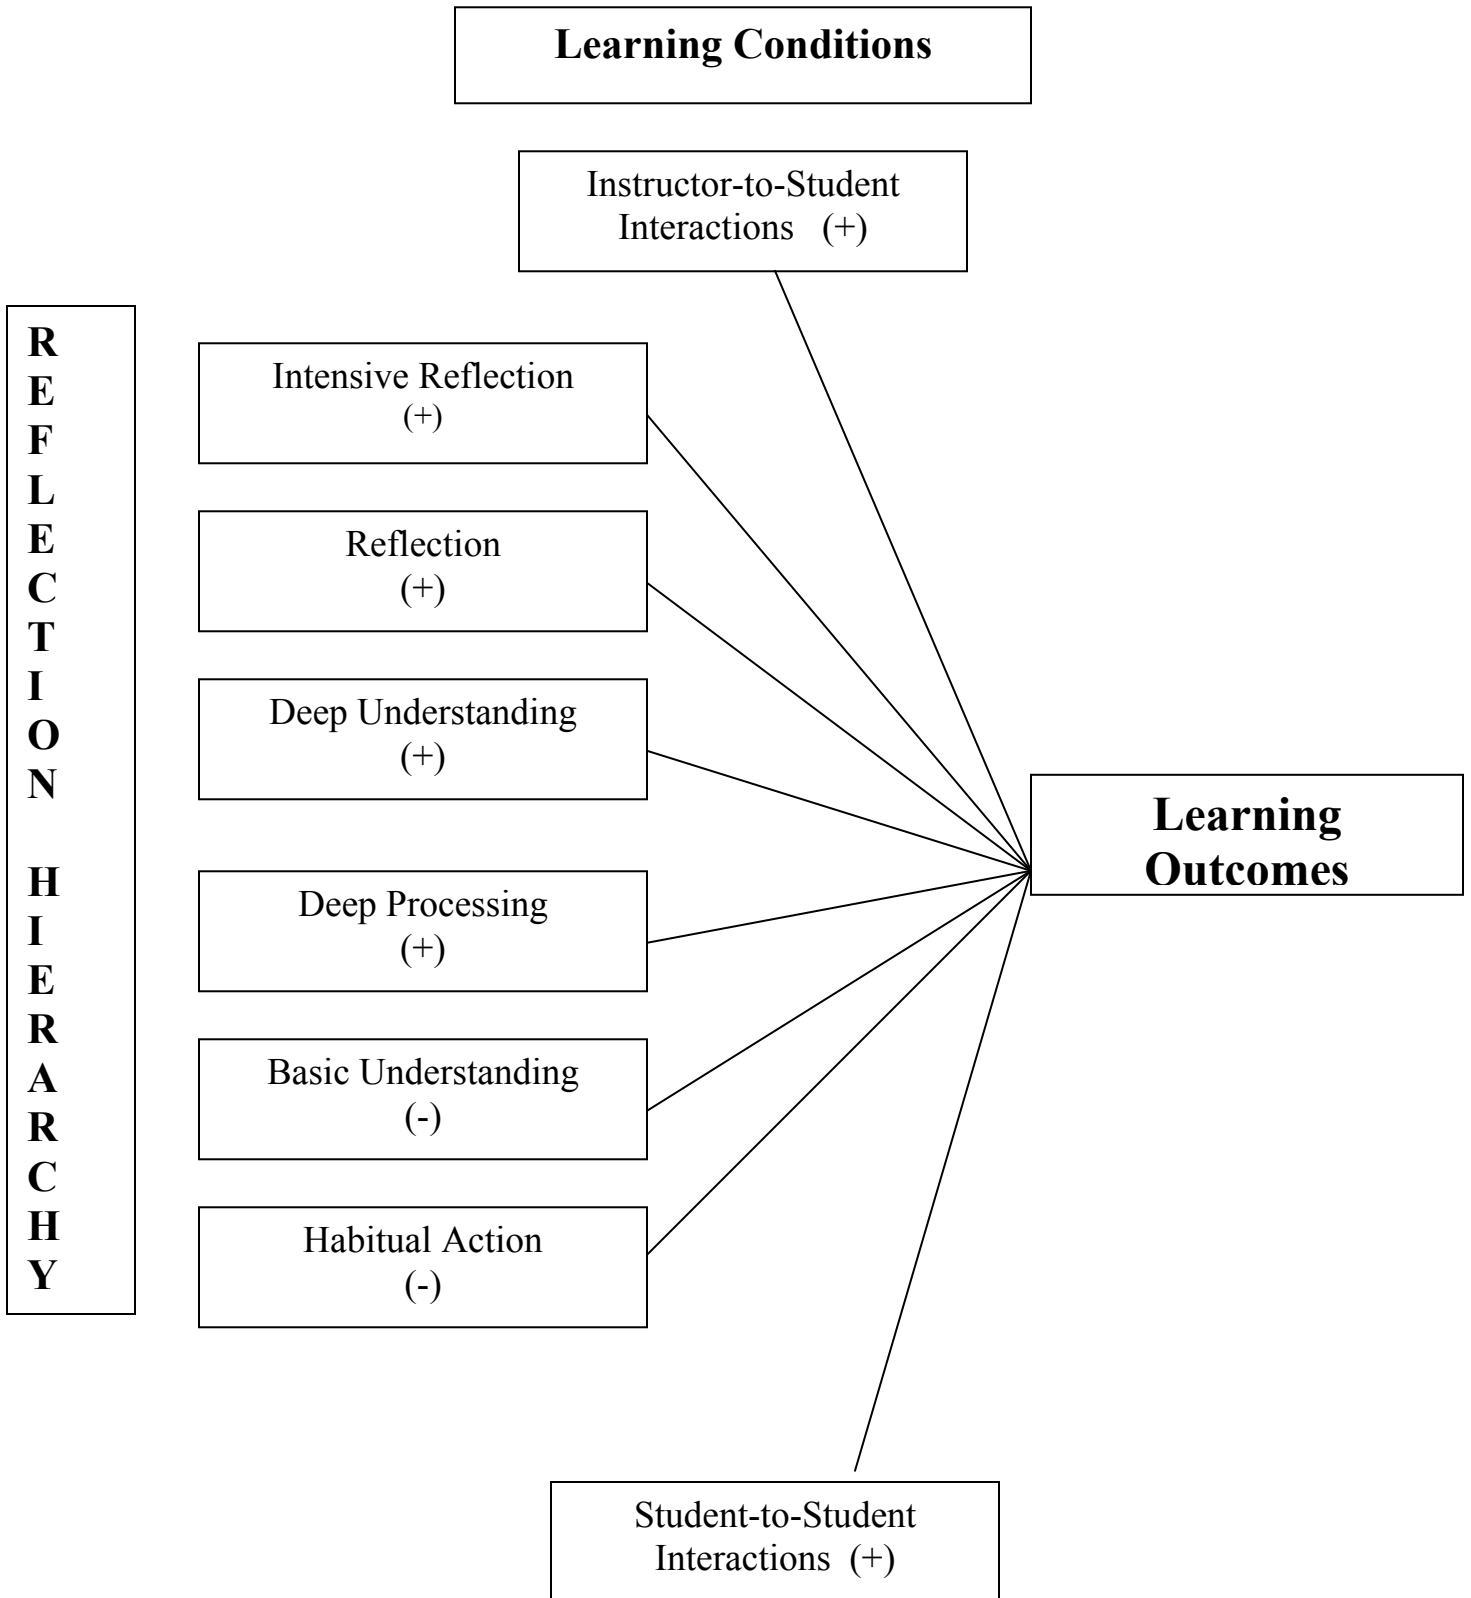 Learning Conditions
Instructor-to-Student
Interactions (+)
R
E
F
L
E
C
T
I
O
N
H
I
E
R
A
R
C
H
Y
Intensive Reflection
(+)
Reflection
(+)
Deep Understanding
(+)
Deep Processing
(+)
Basic Understanding
(-)
Habitual Action
(-)
Learning
Outcomes
Student-to-Student
Interactions (+)